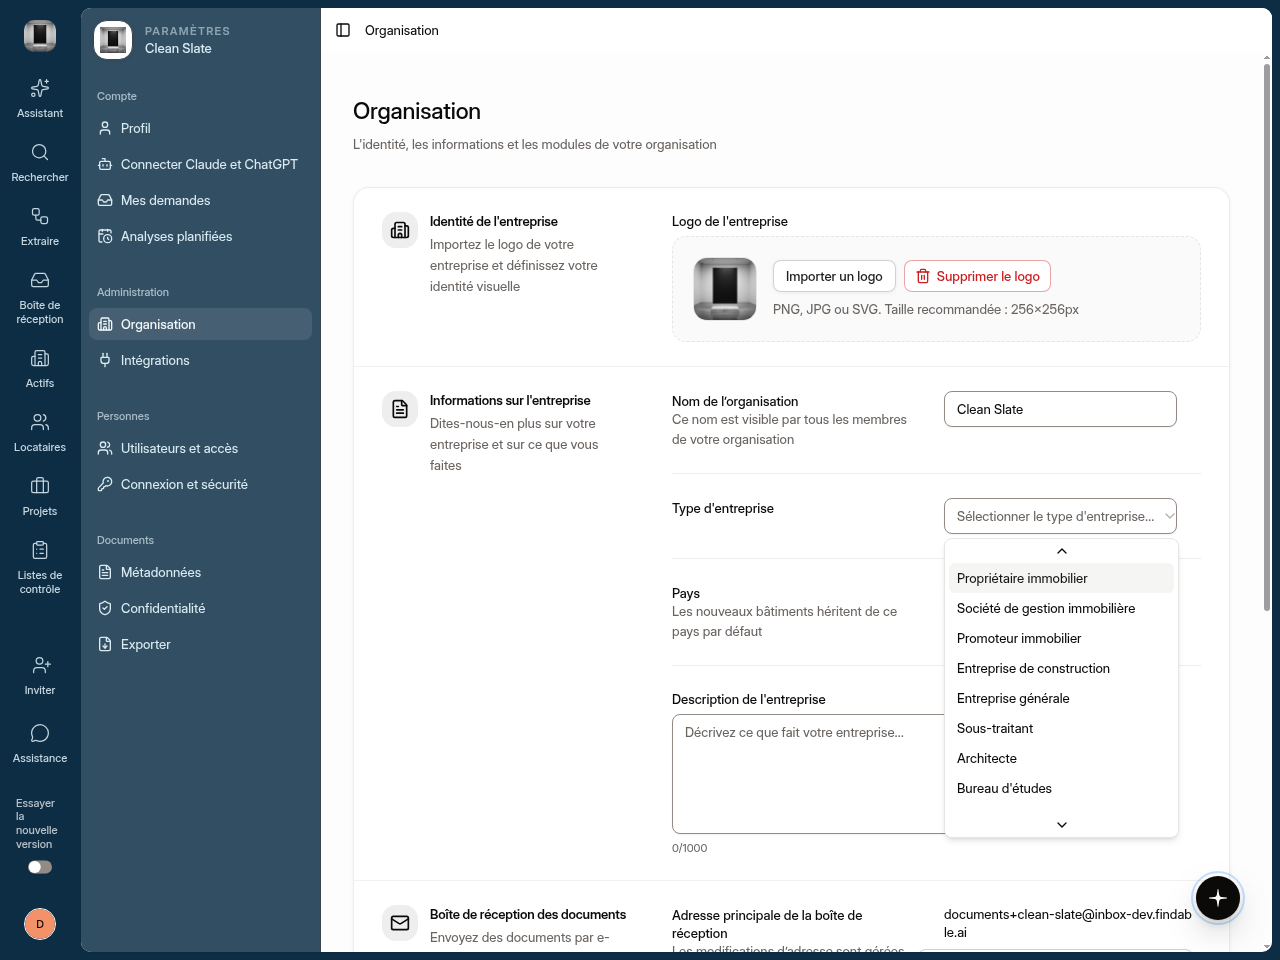 Assistant
Rechercher
Extraire
Boîte de
réception
Actifs
Locataires
Projets
Listes de
contrôle
Inviter
Assistance
Essayer
la
nouvelle
version
D
PARAMÈTRES
Clean Slate
Compte
Profil
Connecter Claude et ChatGPT
Mes demandes
Analyses planifiées
Administration
Organisation
Intégrations
Personnes
Utilisateurs et accès
Connexion et sécurité
Documents
Métadonnées
Confidentialité
Exporter
Organisation
Organisation
L'identité, les informations et les modules de votre organisation
Identité de l'entreprise
Importez le logo de votre
entreprise et définissez votre
identité visuelle
Logo de l'entreprise
Importer un logo
Supprimer le logo
PNG, JPG ou SVG. Taille recommandée : 256×256px
Informations sur l'entreprise
Dites-nous-en plus sur votre
entreprise et sur ce que vous
faites
Nom de l'organisation
Ce nom est visible par tous les membres
de votre organisation
Clean Slate
Type d'entreprise
Sélectionner le type d'entreprise...
Propriétaire immobilier
Société de gestion immobilière
Promoteur immobilier
Entreprise de construction
Entreprise générale
Sous-traitant
Architecte
Bureau d'études
Pays
Les nouveaux bâtiments héritent de ce
pays par défaut
Description de l'entreprise
Décrivez ce que fait votre entreprise...
0/1000
Boîte de réception des documents
Envoyez des documents par e-
Adresse principale de la boîte de
réception
Les modifications d'adresse sont gérées
documents+clean-slate@inbox-dev.findab
le.ai